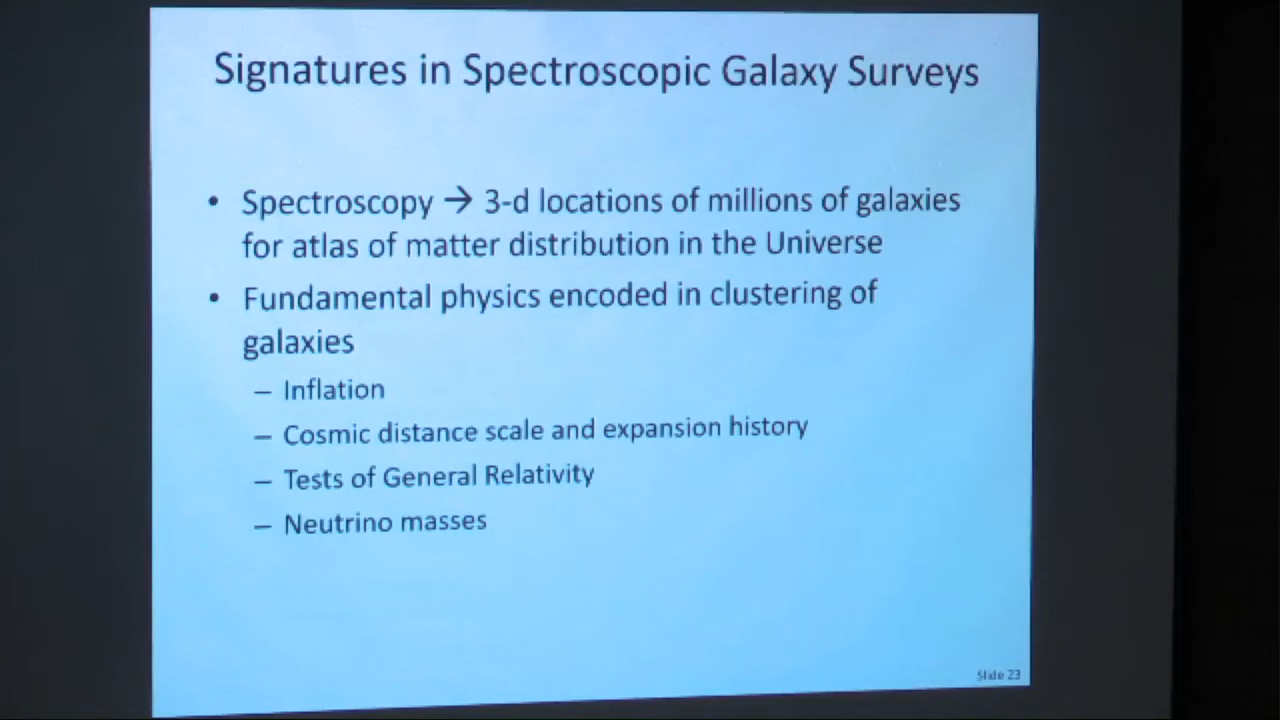 Signatures in Spectroscopic Galaxy Surveys
• Spectroscopy → 3-d locations of millions of galaxies
for atlas of matter distribution in the Universe
• Fundamental physics encoded in clustering of
galaxies
– Inflation
– Cosmic distance scale and expansion history
– Tests of General Relativity
– Neutrino masses
Slide 23